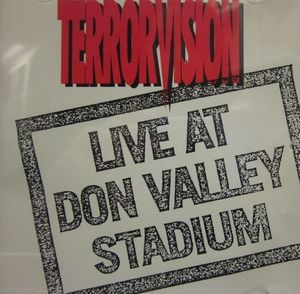 TERRORVISION
LIVE AT
DON VALLEY
STADIUM